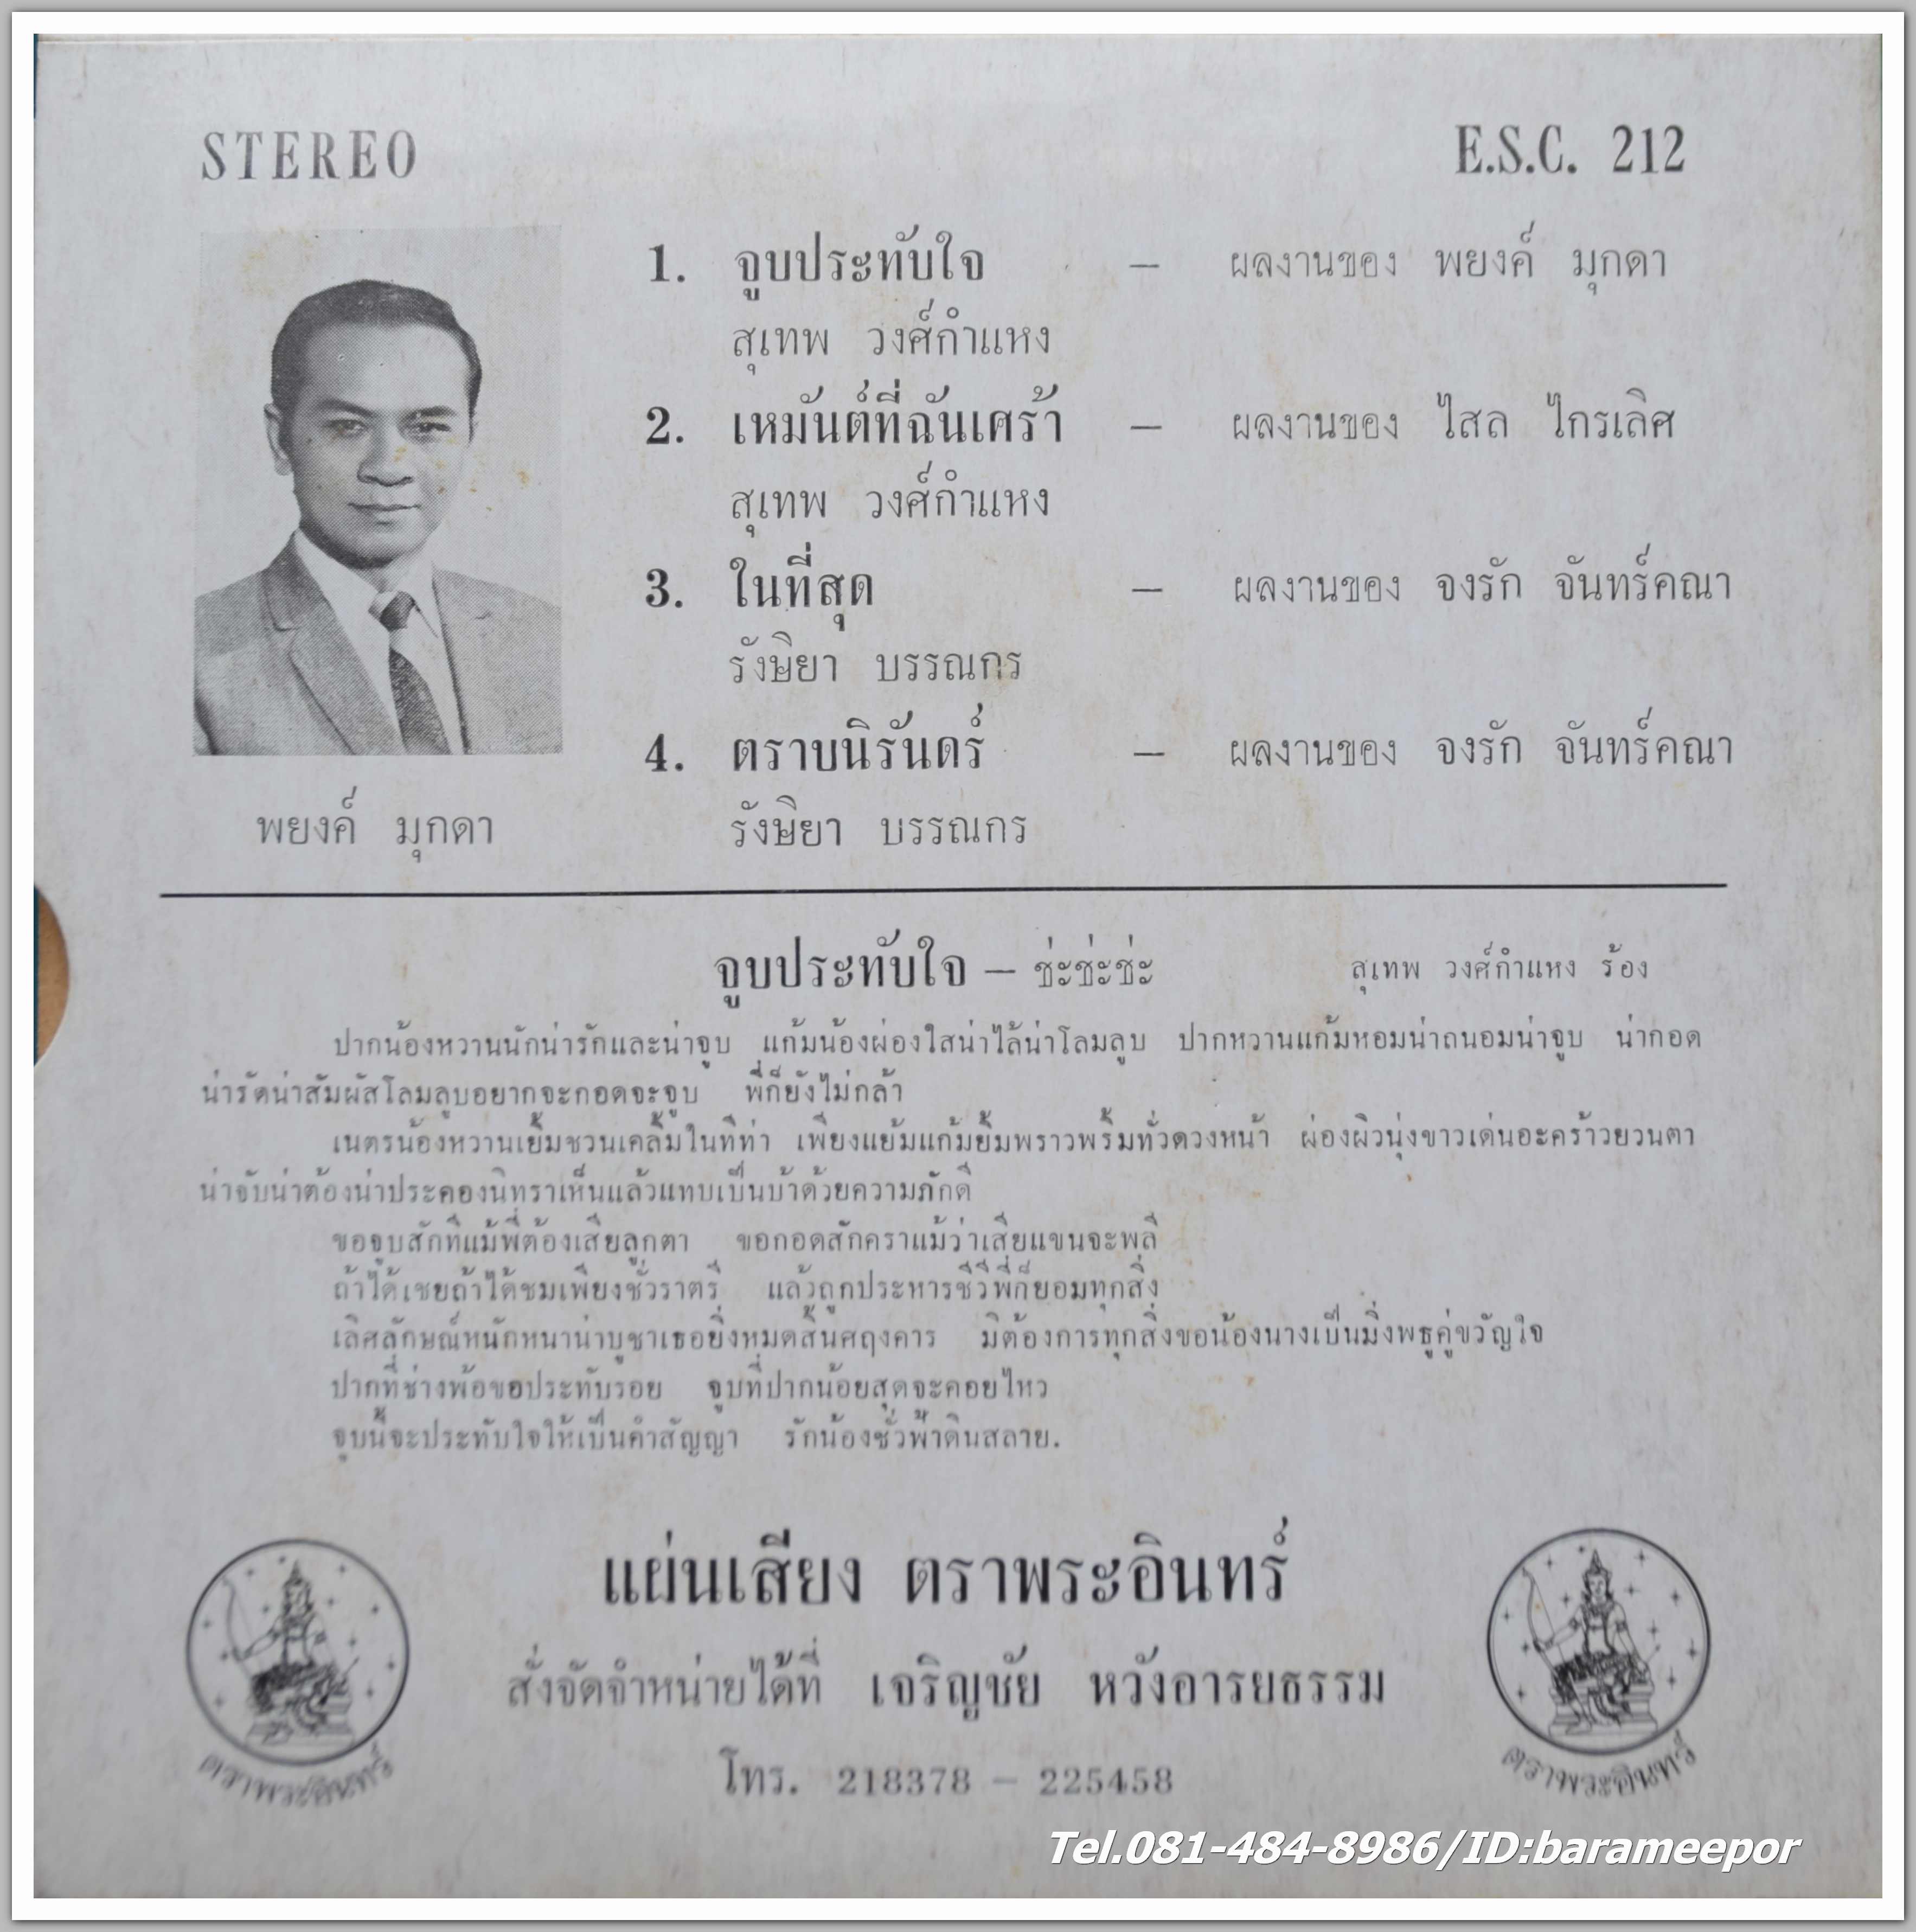 STEREO
E.S.C. 212
1. จูบประทับใจ — ผลงานของ พยงค์ มุกดา
สุเทพ วงศ์กำแหง
2. เหมันต์ที่ฉันเศร้า — ผลงานของ ไสล ไกรเลิศ
สุเทพ วงศ์กำแหง
3. ในที่สุด — ผลงานของ จงรัก จันทร์คณา
รังษิยา บรรณกร
4. ตราบนิรันดร์ — ผลงานของ จงรัก จันทร์คณา
รังษิยา บรรณกร
พยงค์ มุกดา
จูบประทับใจ – ช่ะช่ะช่ะ สุเทพ วงศ์กำแหง ร้อง
ปากน้องหวานนักน่ารักและน่าจูบ แก้มน้องผ่องใสน่าไล้น่าโลมลูบ ปากหวานแก้มหอมน่าถนอมน่าจูบ น่ากอด
น่ารัดน่าสัมผัสโลมลูบอยากจะกอดจะจูบ พี่ก็ยังไม่กล้า
เนตรน้องหวานเยิ้มชวนเคลิ้มในทีท่า เพียงแย้มแก้มยิ้มพราวพริ้มทั่วดวงหน้า ผ่องผิวนุ่งขาวเด่นอะคร้าวยวนตา
น่าจับน่าต้องน่าประคองนิทราเห็นแล้วแทบเป็นบ้าด้วยความภักดี
ขอจูบสักทีแม้พี่ต้องเสียลูกตา ขอกอดสักคราแม้ว่าเสียแขนจะพลี
ถ้าได้เชยถ้าได้ชมเพียงชั่วราตรี แล้วถูกประหารชีวีพี่ก็ยอมทุกสิ่ง
เลิศลักษณ์หนักหนาน่าบูชาเธอยิ่งหมดสิ้นศฤงคาร มิต้องการทุกสิ่งขอน้องนางเป็นมิ่งพธูคู่ขวัญใจ
ปากที่ช่างพ้อขอประทับรอย จูบที่ปากน้อยสุดจะคอยไหว
จูบนี้จะประทับใจให้เป็นคำสัญญา รักน้องชั่วฟ้าดินสลาย.
แผ่นเสียง ตราพระอินทร์
สั่งจัดจำหน่ายได้ที่ เจริญชัย หวังอารยธรรม
โทร. 218378 – 225458
ตราพระอินทร์
ตราพระอินทร์
Tel.081-484-8986/ID:barameepor